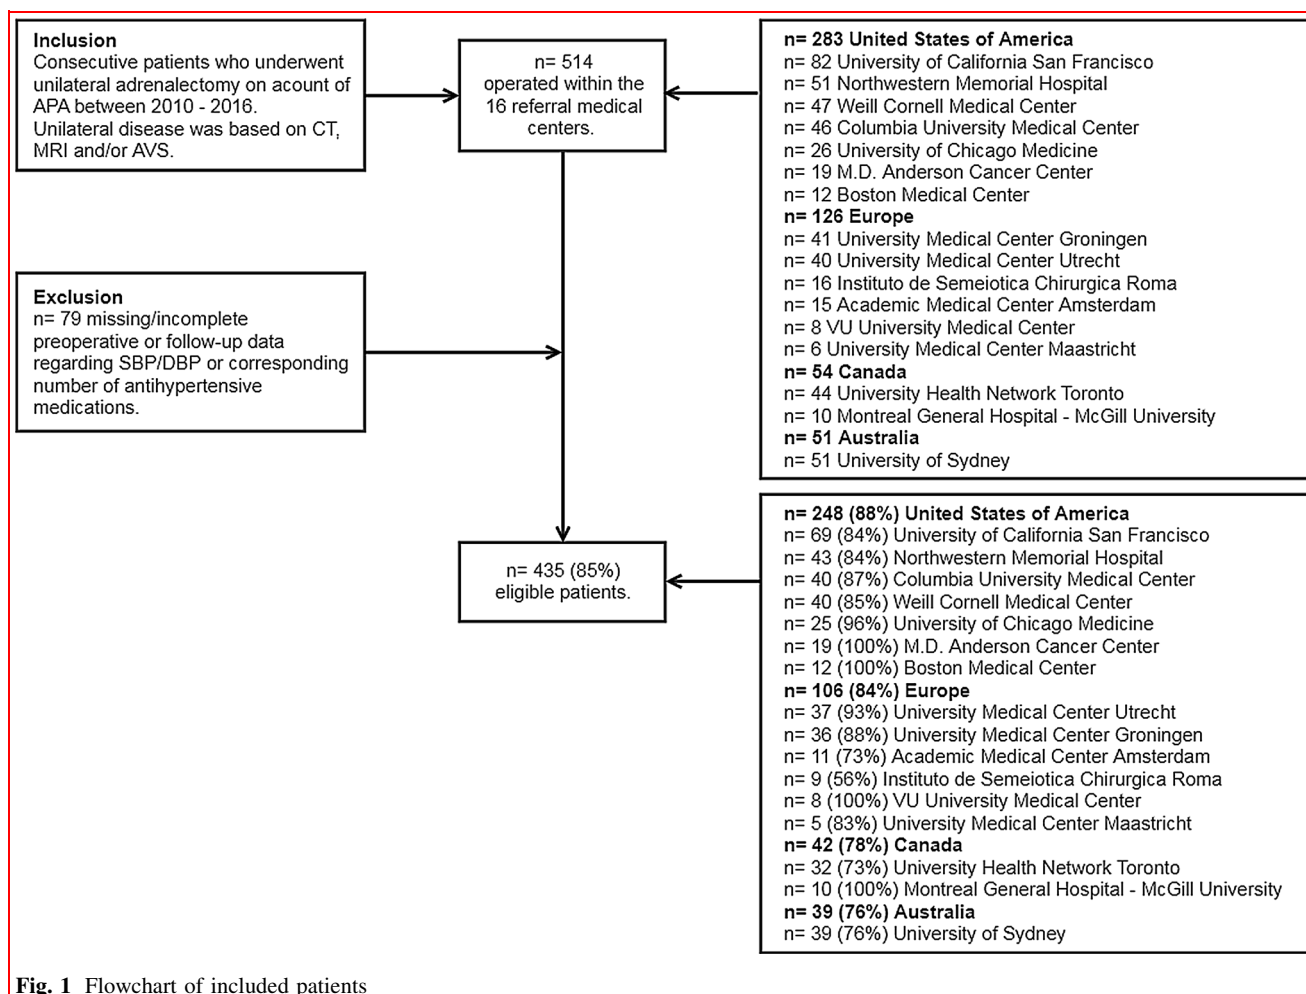 Inclusion
Consecutive patients who underwent
unilateral adrenalectomy on acount of
APA between 2010 - 2016.
Unilateral disease was based on CT,
MRI and/or AVS.
n= 514
operated within the
16 referral medical
centers.
n= 283 United States of America
n= 82 University of California San Francisco
n= 51 Northwestern Memorial Hospital
n= 47 Weill Cornell Medical Center
n= 46 Columbia University Medical Center
n= 26 University of Chicago Medicine
n= 19 M.D. Anderson Cancer Center
n= 12 Boston Medical Center
n= 126 Europe
n= 41 University Medical Center Groningen
n= 40 University Medical Center Utrecht
n= 16 Instituto de Semeiotica Chirurgica Roma
n= 15 Academic Medical Center Amsterdam
n= 8 VU University Medical Center
n= 6 University Medical Center Maastricht
n= 54 Canada
n= 44 University Health Network Toronto
n= 10 Montreal General Hospital - McGill University
n= 51 Australia
n= 51 University of Sydney
Exclusion
n= 79 missing/incomplete
preoperative or follow-up data
regarding SBP/DBP or corresponding
number of antihypertensive
medications.
n= 435 (85%)
eligible patients.
n= 248 (88%) United States of America
n= 69 (84%) University of California San Francisco
n= 43 (84%) Northwestern Memorial Hospital
n= 40 (87%) Columbia University Medical Center
n= 40 (85%) Weill Cornell Medical Center
n= 25 (96%) University of Chicago Medicine
n= 19 (100%) M.D. Anderson Cancer Center
n= 12 (100%) Boston Medical Center
n= 106 (84%) Europe
n= 37 (93%) University Medical Center Utrecht
n= 36 (88%) University Medical Center Groningen
n= 11 (73%) Academic Medical Center Amsterdam
n= 9 (56%) Instituto de Semeiotica Chirurgica Roma
n= 8 (100%) VU University Medical Center
n= 5 (83%) University Medical Center Maastricht
n= 42 (78%) Canada
n= 32 (73%) University Health Network Toronto
n= 10 (100%) Montreal General Hospital - McGill University
n= 39 (76%) Australia
n= 39 (76%) University of Sydney
Fig. 1 Flowchart of included patients